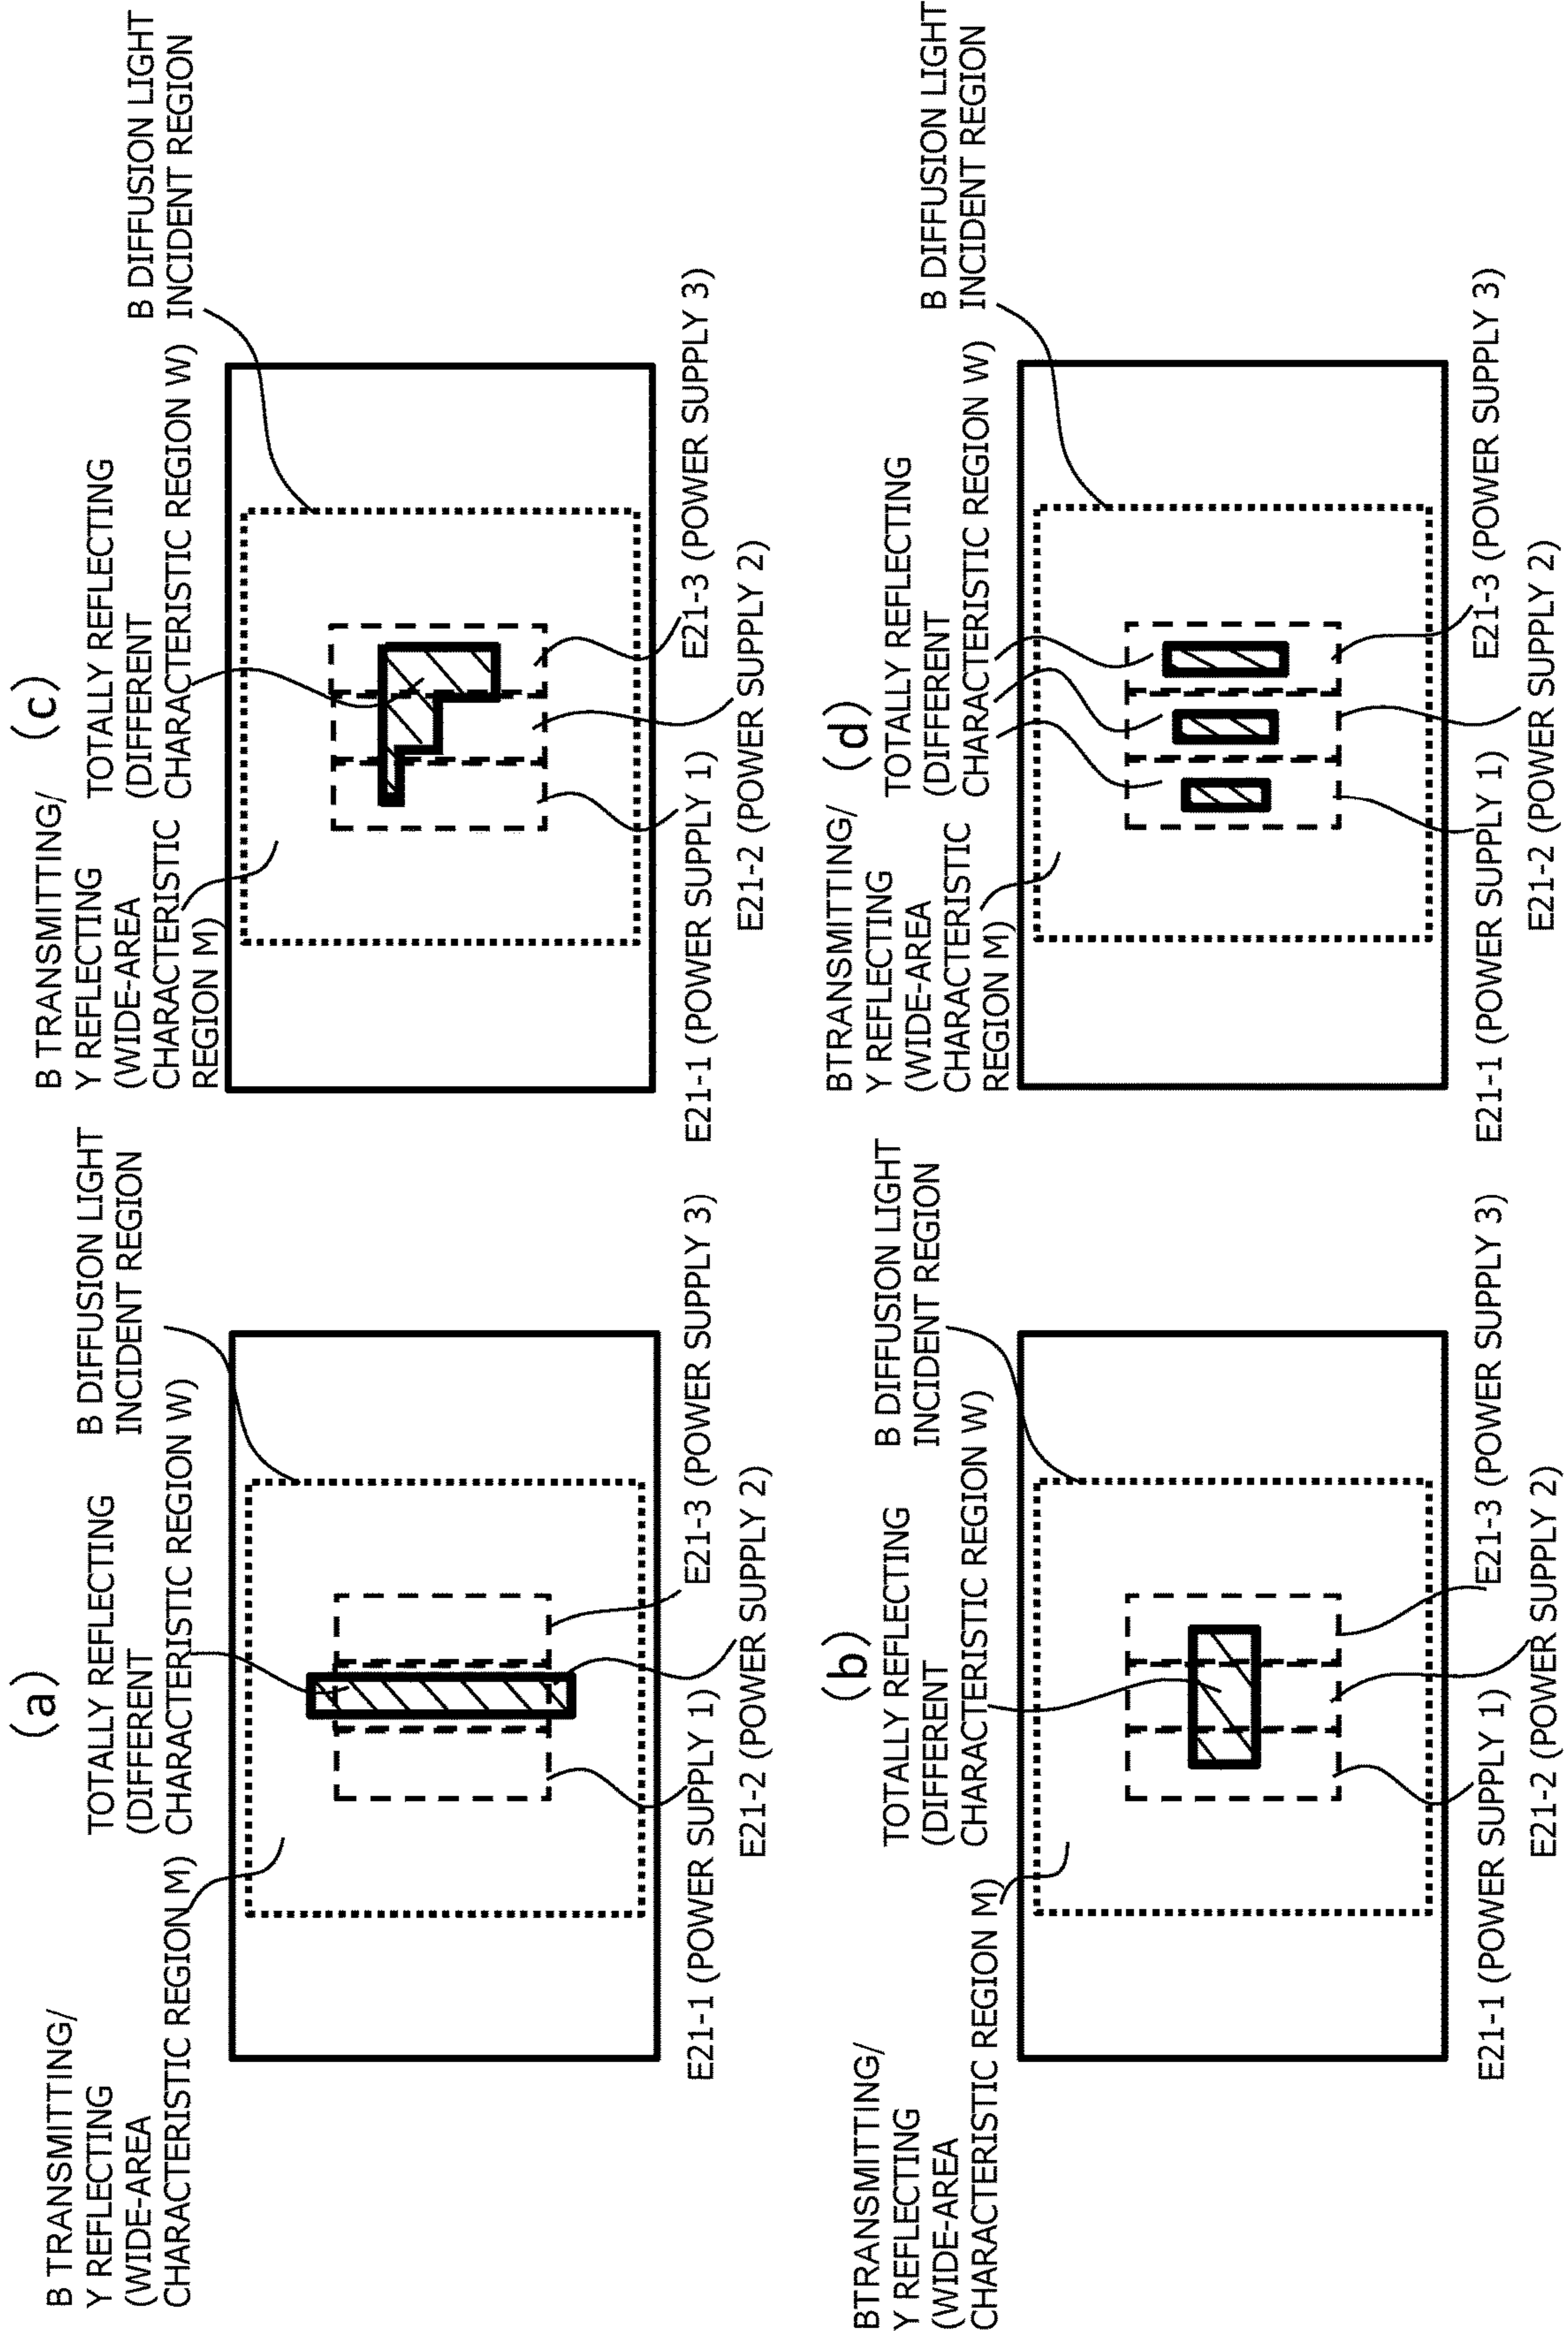 (a)
B TRANSMITTING/
Y REFLECTING
(WIDE-AREA
CHARACTERISTIC REGION M)
TOTALLY REFLECTING
(DIFFERENT
CHARACTERISTIC REGION W)
B DIFFUSION LIGHT
INCIDENT REGION
E21-1 (POWER SUPPLY 1)
E21-2 (POWER SUPPLY 2)
E21-3 (POWER SUPPLY 3)
(c)
B TRANSMITTING/
Y REFLECTING
(WIDE-AREA
CHARACTERISTIC
REGION M)
TOTALLY REFLECTING
(DIFFERENT
CHARACTERISTIC REGION W)
B DIFFUSION LIGHT
INCIDENT REGION
E21-1 (POWER SUPPLY 1)
E21-2 (POWER SUPPLY 2)
E21-3 (POWER SUPPLY 3)
(b)
BTRANSMITTING/
Y REFLECTING
(WIDE-AREA
CHARACTERISTIC REGION M)
TOTALLY REFLECTING
(DIFFERENT
CHARACTERISTIC REGION W)
B DIFFUSION LIGHT
INCIDENT REGION
E21-1 (POWER SUPPLY 1)
E21-2 (POWER SUPPLY 2)
E21-3 (POWER SUPPLY 3)
(d)
BTRANSMITTING/
Y REFLECTING
(WIDE-AREA
CHARACTERISTIC
REGION M)
TOTALLY REFLECTING
(DIFFERENT
CHARACTERISTIC REGION W)
B DIFFUSION LIGHT
INCIDENT REGION
E21-1 (POWER SUPPLY 1)
E21-2 (POWER SUPPLY 2)
E21-3 (POWER SUPPLY 3)